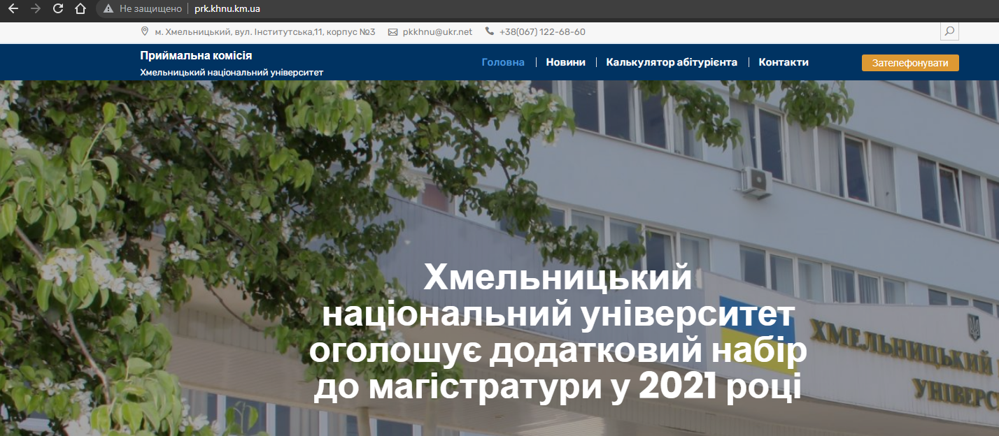 Не защищено prk.khnu.km.ua
м. Хмельницький, вул. Інститутська,11, корпус №3 pkkhnu@ukr.net +38(067) 122-68-60
Приймальна комісія
Хмельницький національний університет
Головна Новини Калькулятор абітурієнта Контакти Зателефонувати
Хмельницький
національний університет
оголошує додатковий набір
до магістратури у 2021 році
ХМЕЛЬНИЦЬКИЙ